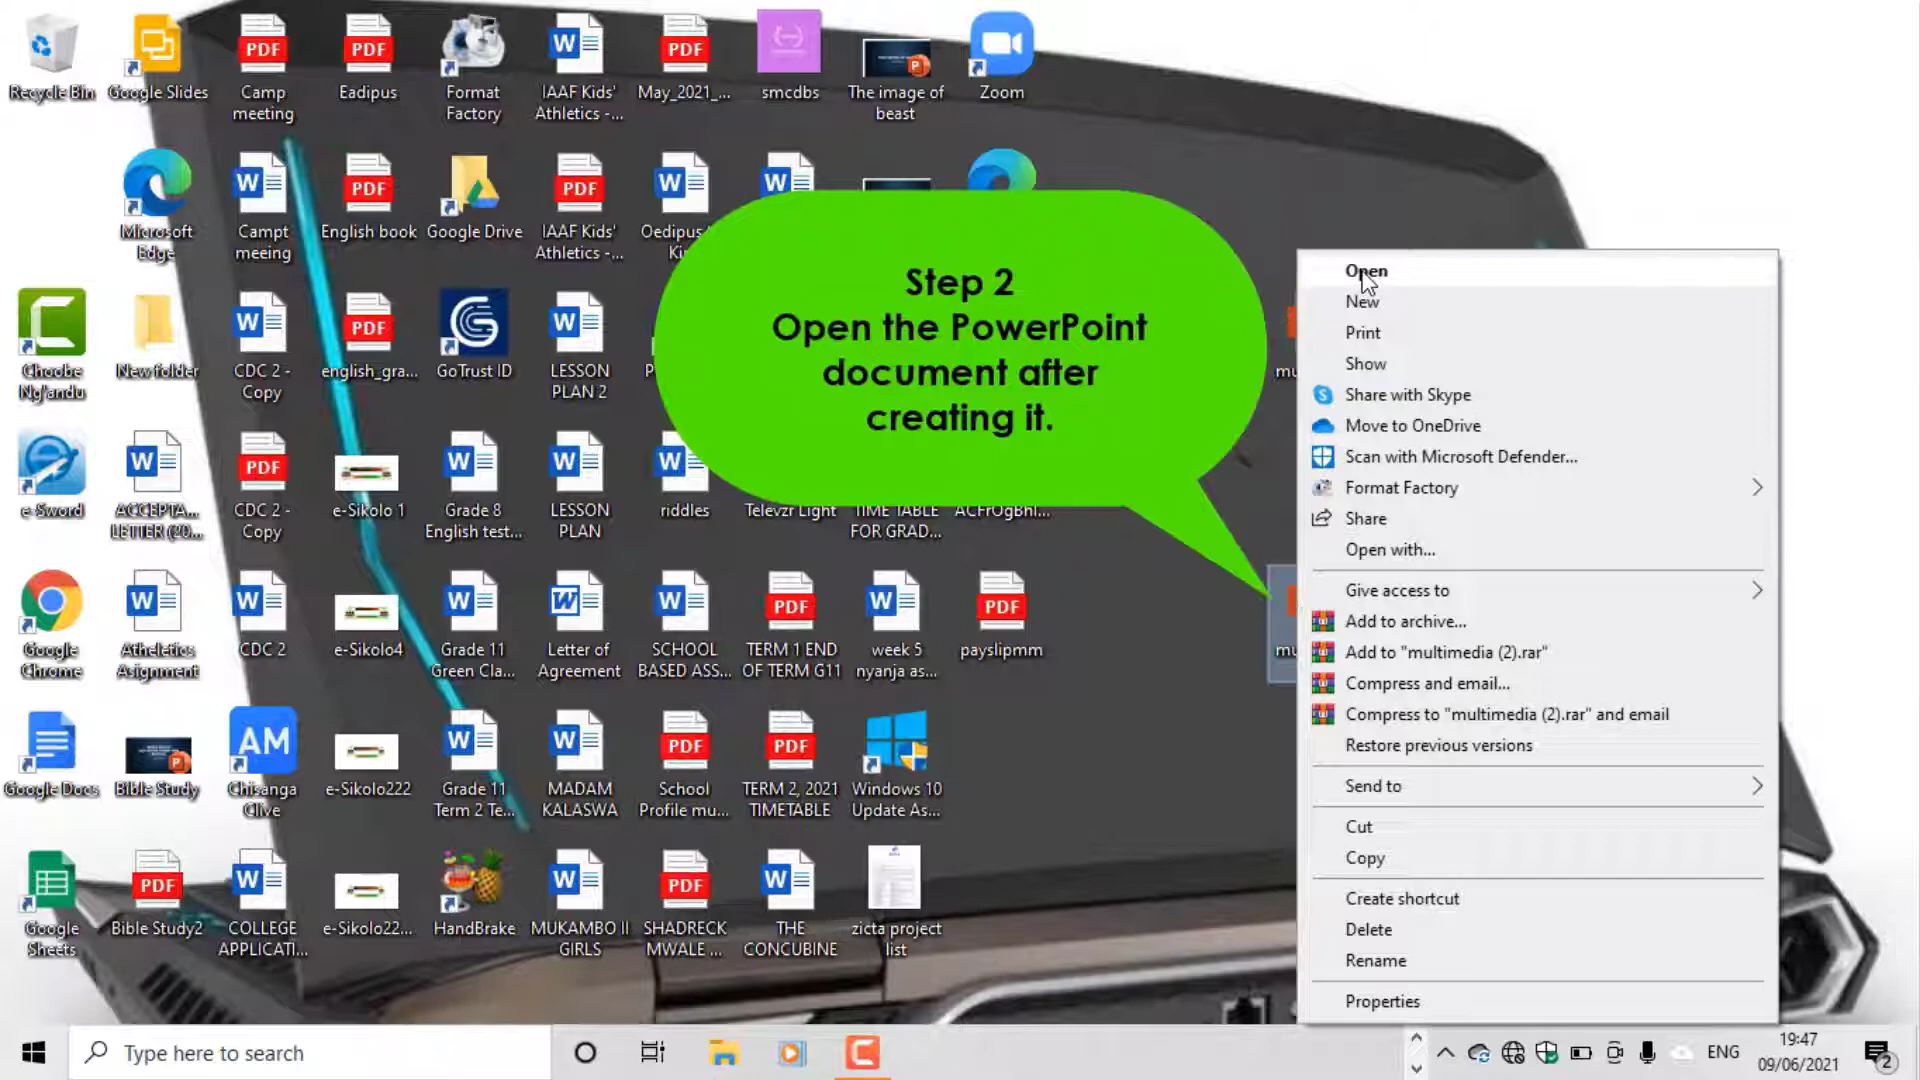 Recycle Bin
Google Slides
Camp
meeting
Eadipus
Format
Factory
IAAF Kids'
Athletics -...
May_2021_...
smcdbs
The image of
beast
Zoom
Microsoft
Edge
Campt
meeing
English book
Google Drive
IAAF Kids'
Athletics -...
Oedipus
Choobe
Ng'andu
New folder
CDC 2 -
Copy
english_gra...
GoTrust ID
LESSON
PLAN 2
Step 2
Open the PowerPoint
document after
creating it.
e-Sword
ACCEPTA...
LETTER (20...
CDC 2 -
Copy
e-Sikolo 1
Grade 8
English test...
LESSON
PLAN
riddles
Televzr Light
TIME TABLE
FOR GRAD...
ACFrOgBhI...
Google
Chrome
Atheletics
Asignment
CDC 2
e-Sikolo4
Grade 11
Green Cla...
Letter of
Agreement
SCHOOL
BASED ASS...
TERM 1 END
OF TERM G11
week 5
nyanja as...
payslipmm
mu
Google Docs
Bible Study
AM
Chisanga
Clive
e-Sikolo222
Grade 11
Term 2 Te...
MADAM
KALASWA
School
Profile mu...
TERM 2, 2021
TIMETABLE
Windows 10
Update As...
Google
Sheets
Bible Study2
COLLEGE
APPLICATI...
e-Sikolo22...
HandBrake
MUKAMBO II
GIRLS
SHADRECK
MWALE ...
THE
CONCUBINE
zicta project
list
Open
New
Print
Show
Share with Skype
Move to OneDrive
Scan with Microsoft Defender...
Format Factory
Share
Open with...
Give access to
Add to archive...
Add to "multimedia (2).rar"
Compress and email...
Compress to "multimedia (2).rar" and email
Restore previous versions
Send to
Cut
Copy
Create shortcut
Delete
Rename
Properties
Type here to search
ENG
19:47
09/06/2021
2